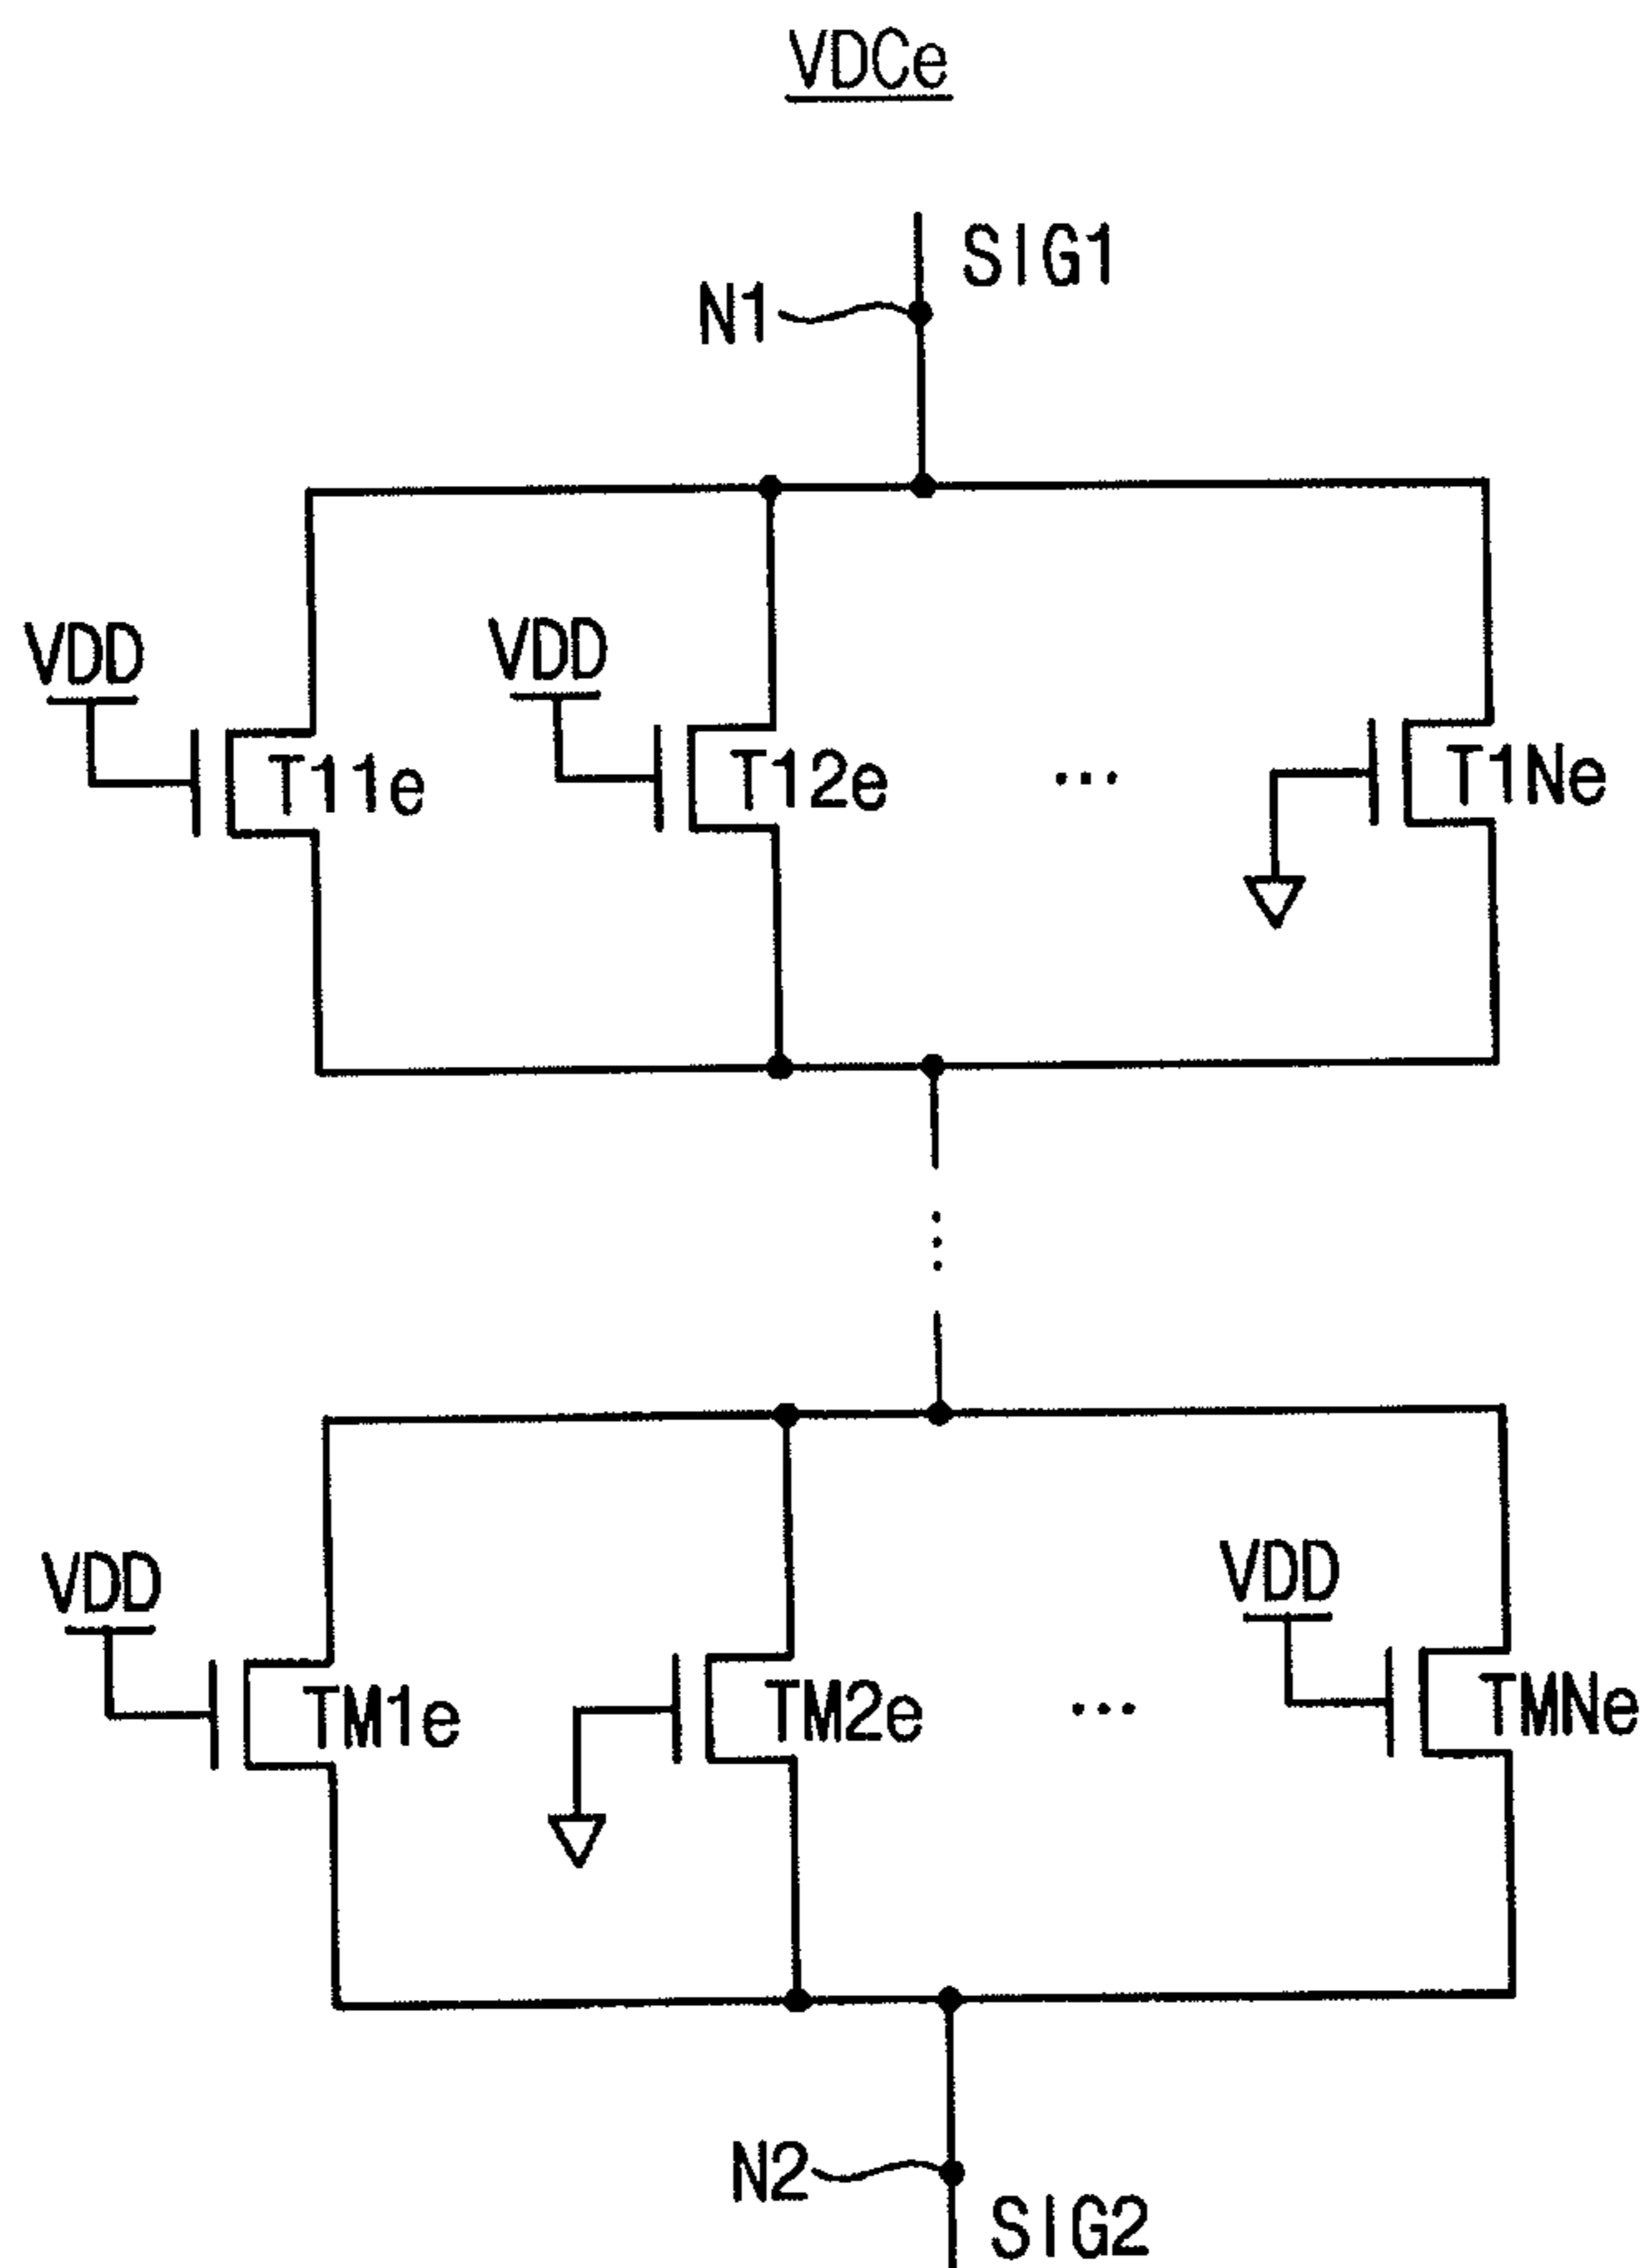 VDCe
SIG1
N1
VDD
VDD
T11e
T12e
...
T1Ne
VDD
VDD
TM1e
TM2e
...
TMNe
N2
SIG2